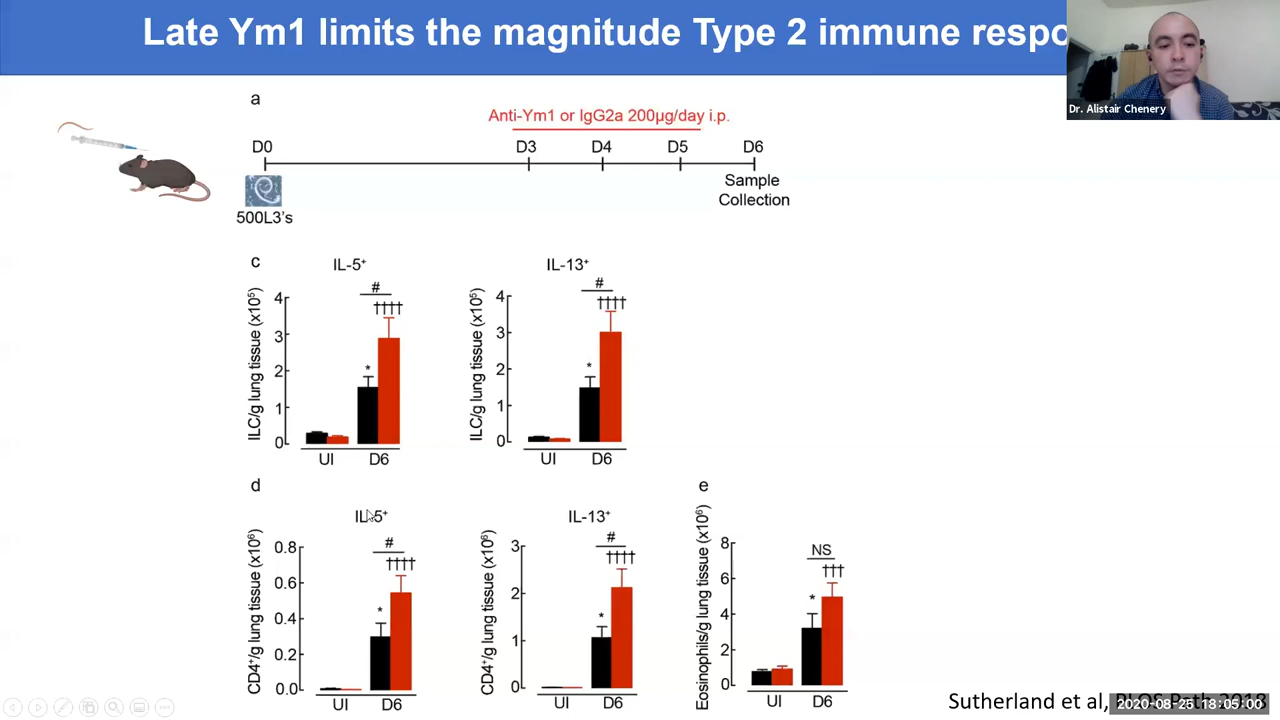 Late Ym1 limits the magnitude Type 2 immune respo
Dr. Alistair Chenery
a
Anti-Ym1 or IgG2a 200µg/day i.p.
D0 D3 D4 D5 D6
500L3's
Sample
Collection
c
IL-5⁺
#
††††
*
ILC/g lung tissue (x10⁵)
4
3
2
1
0
UI D6
IL-13⁺
#
††††
*
ILC/g lung tissue (x10⁵)
4
3
2
1
0
UI D6
d
IL-5⁺
#
††††
*
CD4⁺/g lung tissue (x10⁶)
0.8
0.6
0.4
0.2
0.0
UI D6
IL-13⁺
#
††††
*
CD4⁺/g lung tissue (x10⁶)
3
2
1
0
UI D6
e
NS
†††
*
Eosinophils/g lung tissue (x10⁶)
8
6
4
2
0
UI D6
Sutherland et al, PLOS Path 2018
2020-08-25 18:05:06